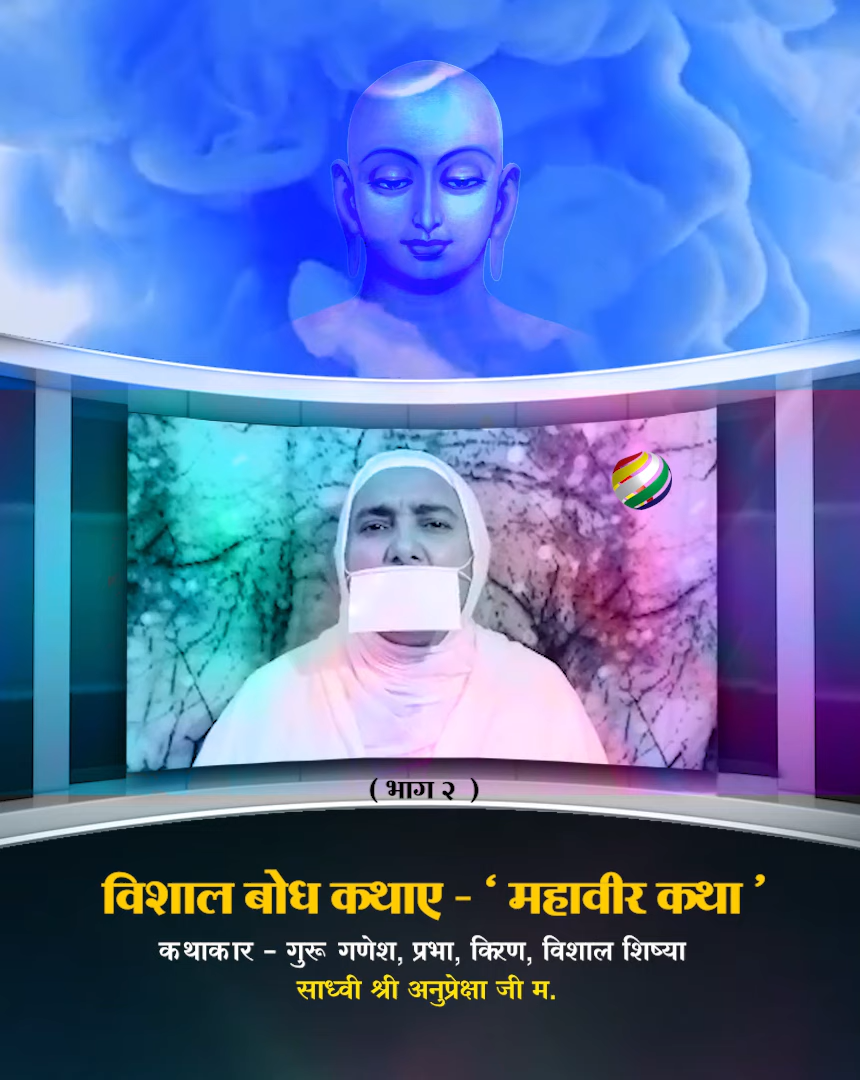 ( भाग २ )
विशाल बोध कथाए - ‘ महावीर कथा ’
कथाकार - गुरू गणेश, प्रभा, किरण, विशाल शिष्या
साध्वी श्री अनुप्रेक्षा जी म.